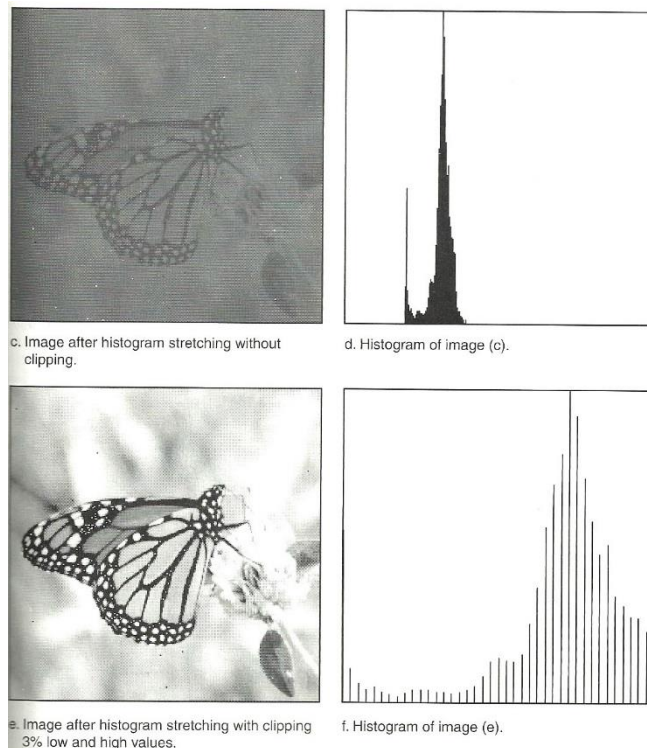 c. Image after histogram stretching without
clipping.
d. Histogram of image (c).
e. Image after histogram stretching with clipping
3% low and high values.
f. Histogram of image (e).